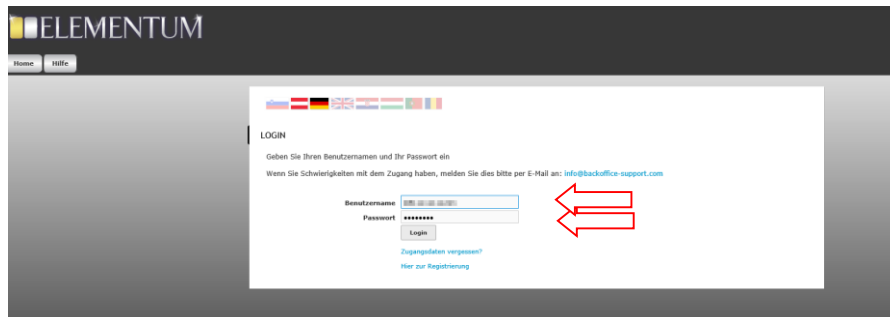 ELEMENTUM
Home Hilfe
LOGIN
Geben Sie Ihren Benutzernamen und Ihr Passwort ein
Wenn Sie Schwierigkeiten mit dem Zugang haben, melden Sie dies bitte per E-Mail an: info@backoffice-support.com
Benutzername
Passwort ••••••••
Login
Zugangsdaten vergessen?
Hier zur Registrierung